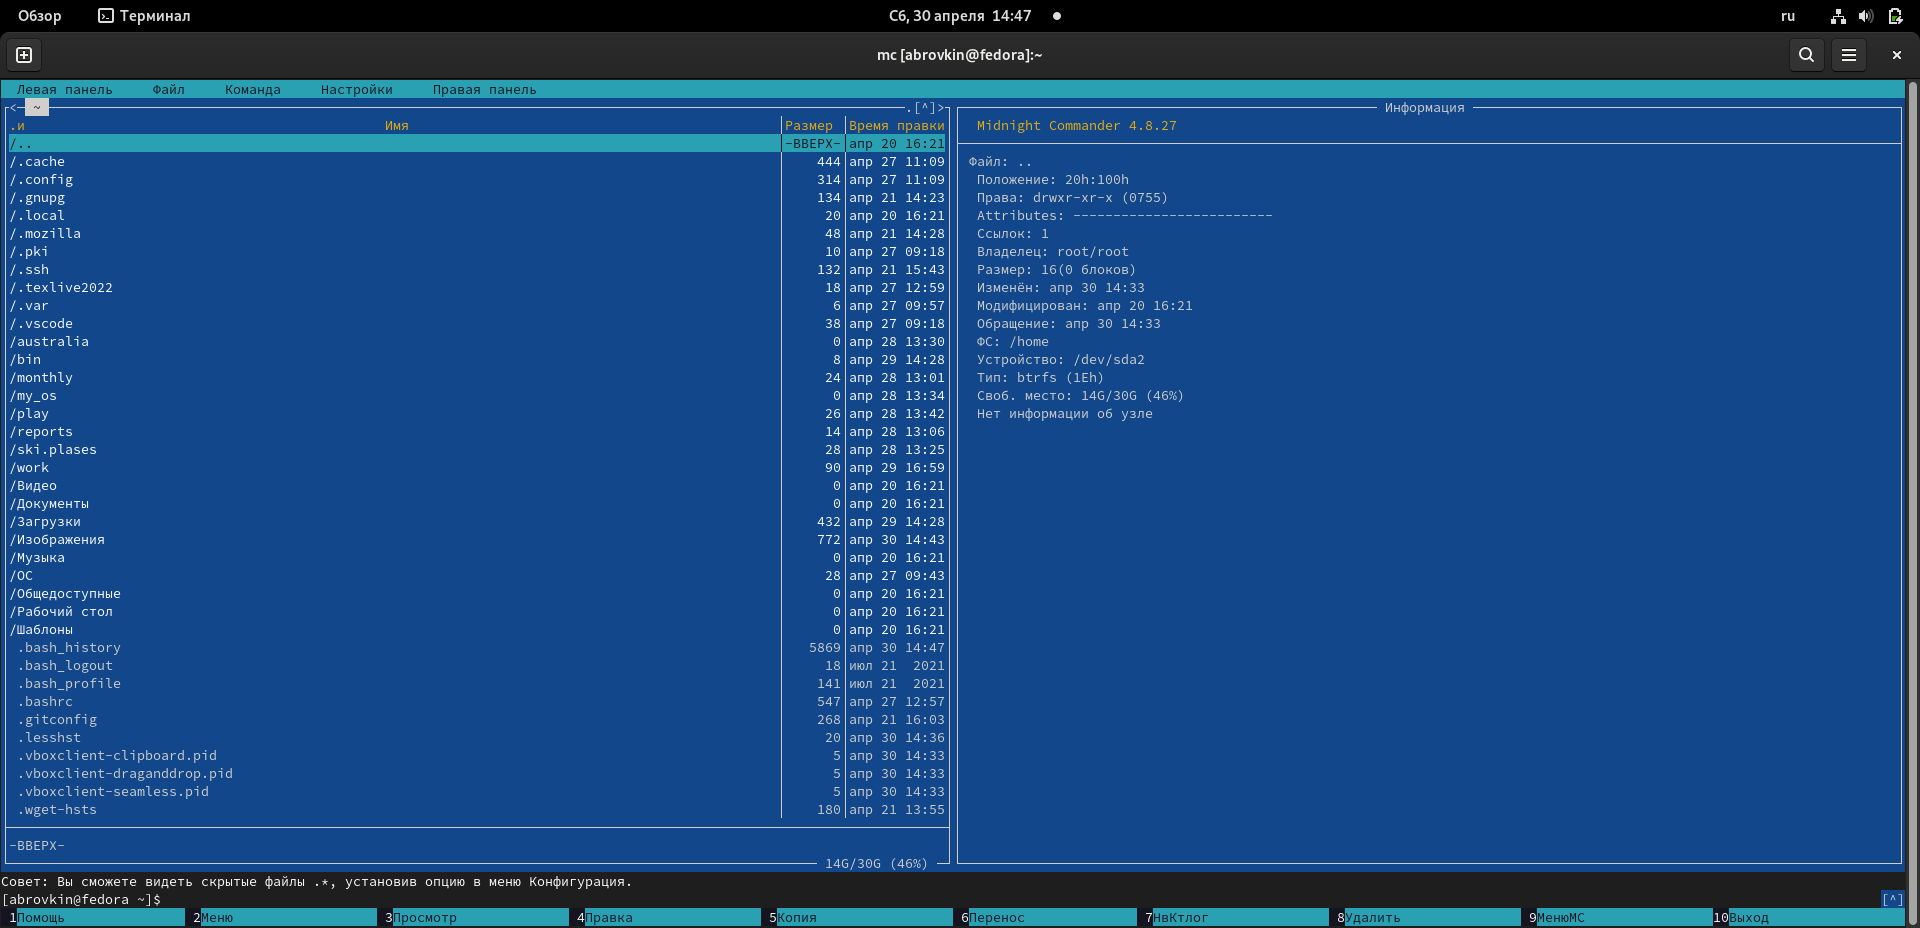 Обзор Терминал Сб, 30 апреля 14:47 ru
mc [abrovkin@fedora]:~
Левая панель Файл Команда Настройки Правая панель
<─ ~ .[^]> Информация
.и Имя Размер Время правки Midnight Commander 4.8.27
/.. -ВВЕРХ- апр 20 16:21
/.cache 444 апр 27 11:09 Файл: ..
/.config 314 апр 27 11:09 Положение: 20h:100h
/.gnupg 134 апр 21 14:23 Права: drwxr-xr-x (0755)
/.local 20 апр 20 16:21 Attributes: -------------------------
/.mozilla 48 апр 21 14:28 Ссылок: 1
/.pki 10 апр 27 09:18 Владелец: root/root
/.ssh 132 апр 21 15:43 Размер: 16(0 блоков)
/.texlive2022 18 апр 27 12:59 Изменён: апр 30 14:33
/.var 6 апр 27 09:57 Модифицирован: апр 20 16:21
/.vscode 38 апр 27 09:18 Обращение: апр 30 14:33
/australia 0 апр 28 13:30 ФС: /home
/bin 8 апр 29 14:28 Устройство: /dev/sda2
/monthly 24 апр 28 13:01 Тип: btrfs (1Eh)
/my_os 0 апр 28 13:34 Своб. место: 14G/30G (46%)
/play 26 апр 28 13:42 Нет информации об узле
/reports 14 апр 28 13:06
/ski.plases 28 апр 28 13:25
/work 90 апр 29 16:59
/Видео 0 апр 20 16:21
/Документы 0 апр 20 16:21
/Загрузки 432 апр 29 14:28
/Изображения 772 апр 30 14:43
/Музыка 0 апр 20 16:21
/ОС 28 апр 27 09:43
/Общедоступные 0 апр 20 16:21
/Рабочий стол 0 апр 20 16:21
/Шаблоны 0 апр 20 16:21
.bash_history 5869 апр 30 14:47
.bash_logout 18 июл 21 2021
.bash_profile 141 июл 21 2021
.bashrc 547 апр 27 12:57
.gitconfig 268 апр 21 16:03
.lesshst 20 апр 30 14:36
.vboxclient-clipboard.pid 5 апр 30 14:33
.vboxclient-draganddrop.pid 5 апр 30 14:33
.vboxclient-seamless.pid 5 апр 30 14:33
.wget-hsts 180 апр 21 13:55
-ВВЕРХ-
14G/30G (46%)
Совет: Вы сможете видеть скрытые файлы .*, установив опцию в меню Конфигурация.
[abrovkin@fedora ~]$ [^]
1Помощь 2Меню 3Просмотр 4Правка 5Копия 6Перенос 7НвКтлог 8Удалить 9МенюMC 10Выход